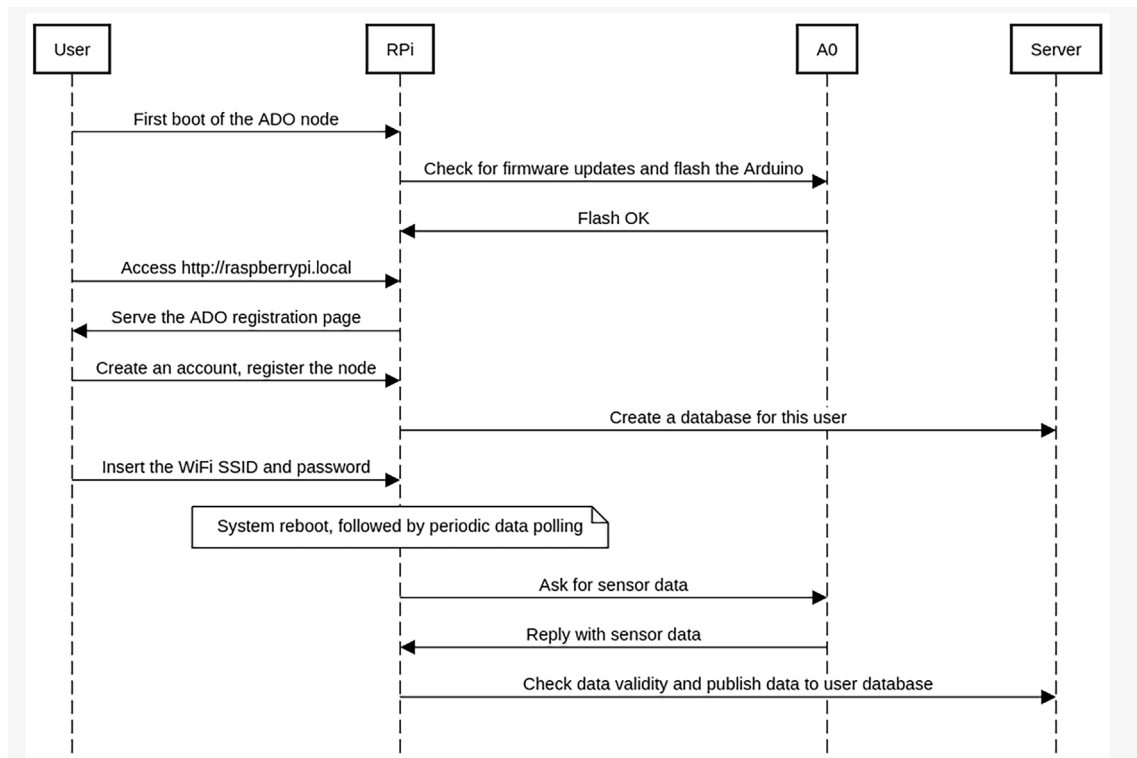 User
RPi
A0
Server
First boot of the ADO node
Check for firmware updates and flash the Arduino
Flash OK
Access http://raspberrypi.local
Serve the ADO registration page
Create an account, register the node
Create a database for this user
Insert the WiFi SSID and password
System reboot, followed by periodic data polling
Ask for sensor data
Reply with sensor data
Check data validity and publish data to user database